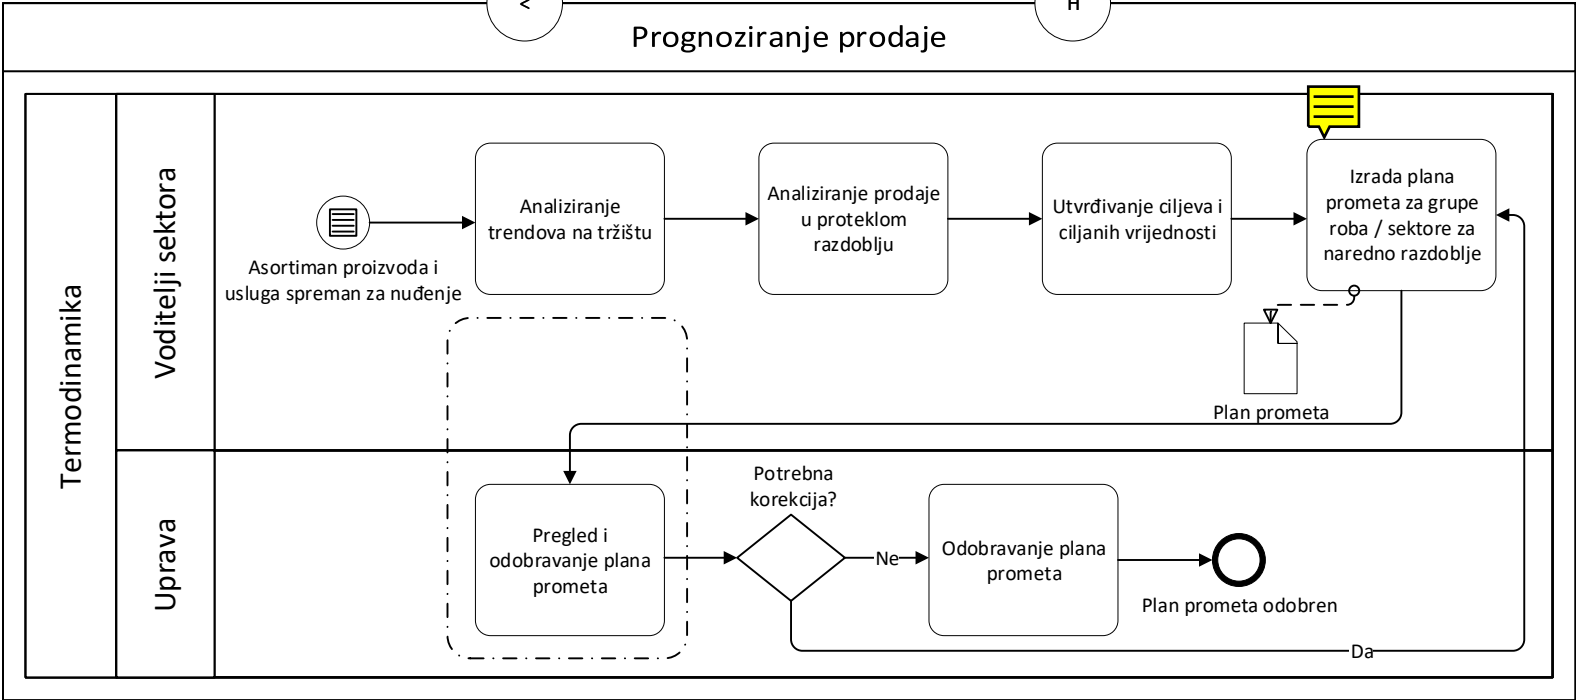 <
H
Prognoziranje prodaje
Termodinamika
Voditelji sektora
Asortiman proizvoda i
usluga spreman za nuđenje
Analiziranje
trendova na tržištu
Analiziranje prodaje
u proteklom
razdoblju
Utvrđivanje ciljeva i
ciljanih vrijednosti
Izrada plana
prometa za grupe
roba / sektore za
naredno razdoblje
Plan prometa
Uprava
Pregled i
odobravanje plana
prometa
Potrebna
korekcija?
Ne
Odobravanje plana
prometa
Plan prometa odobren
Da